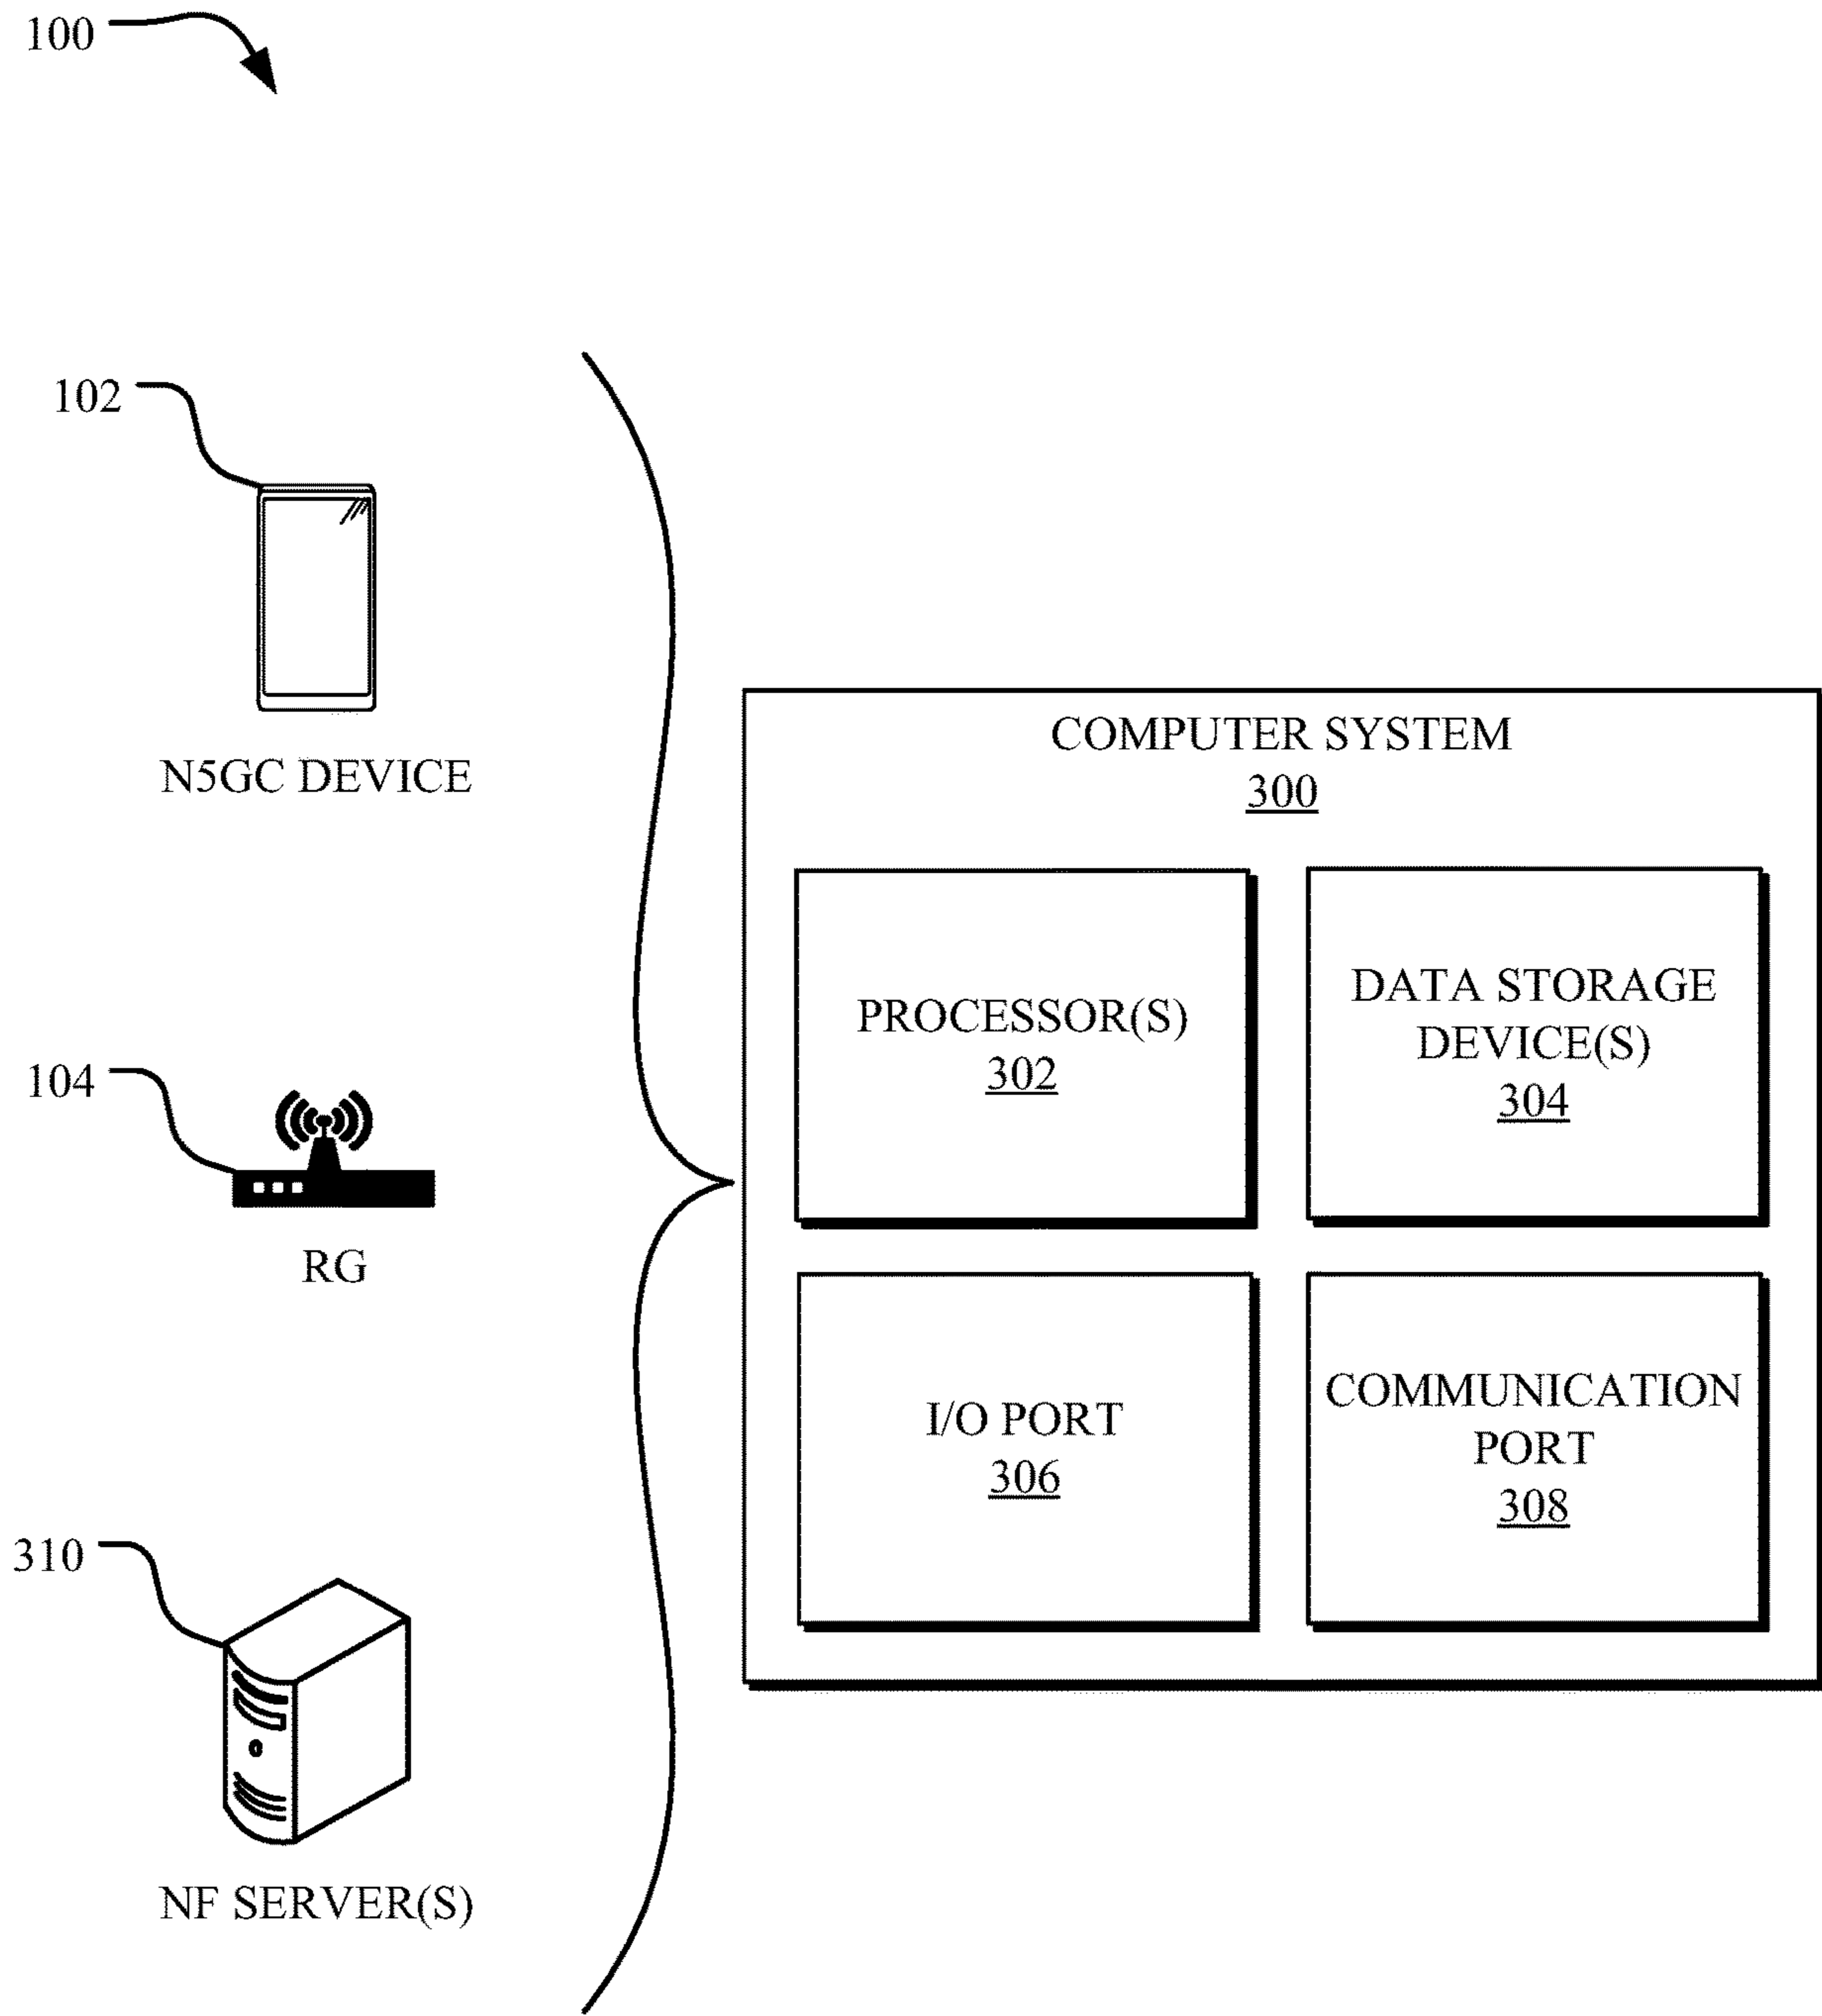 100
102
N5GC DEVICE
104
RG
310
NF SERVER(S)
COMPUTER SYSTEM
300
PROCESSOR(S)
302
DATA STORAGE
DEVICE(S)
304
I/O PORT
306
COMMUNICATION
PORT
308